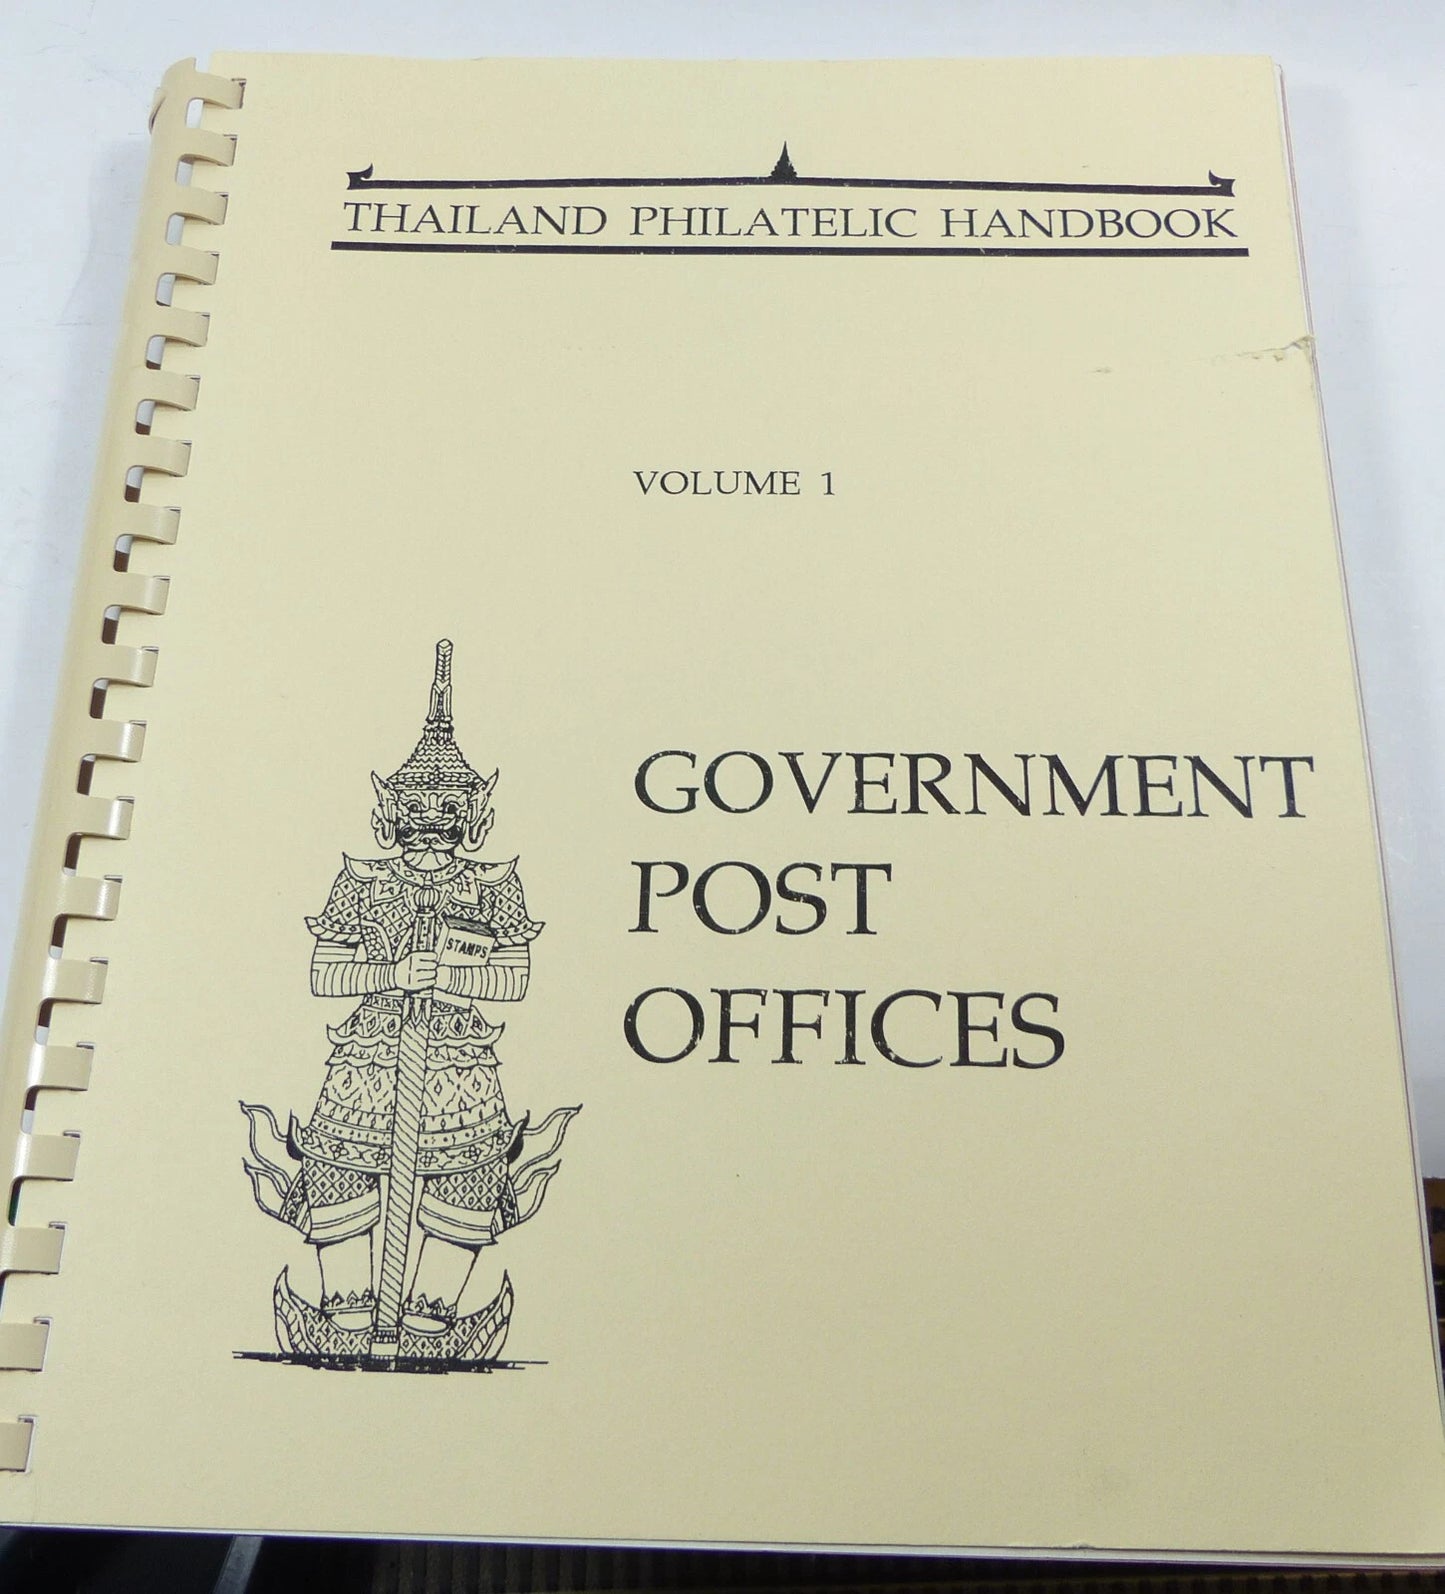 THAILAND PHILATELIC HANDBOOK
VOLUME 1
GOVERNMENT
POST
OFFICES
STAMPS